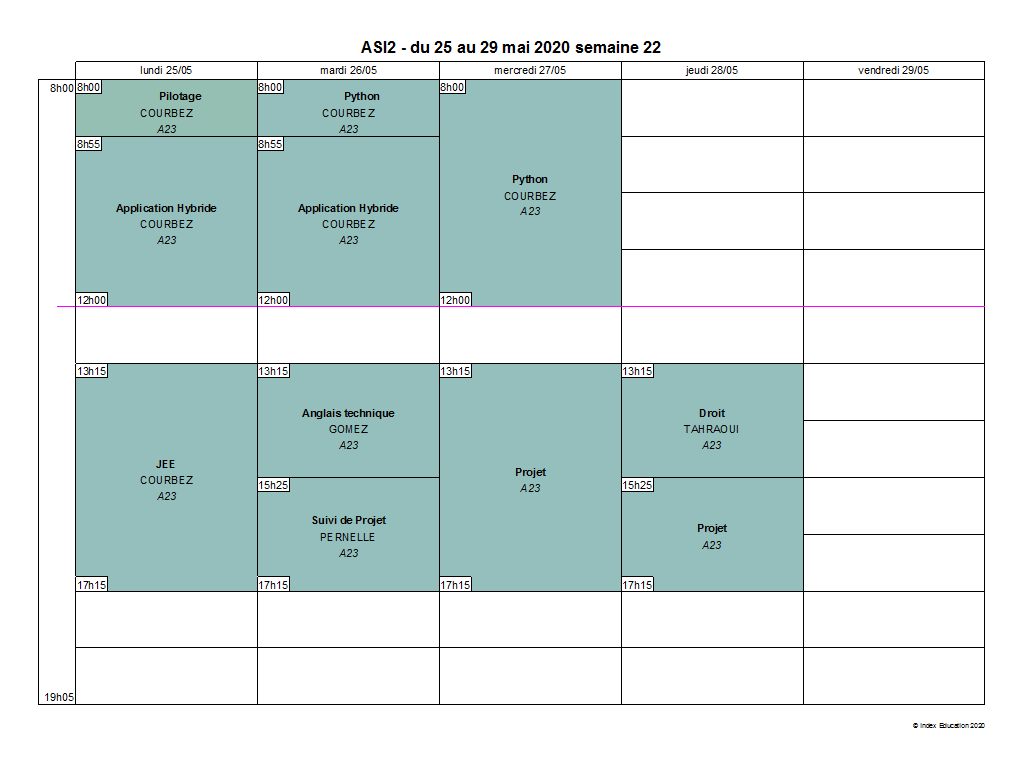 ASI2 - du 25 au 29 mai 2020 semaine 22
lundi 25/05
mardi 26/05
mercredi 27/05
jeudi 28/05
vendredi 29/05
8h00
8h00
Pilotage
COURBEZ
A23
8h55
Application Hybride
COURBEZ
A23
12h00
13h15
JEE
COURBEZ
A23
17h15
8h00
Python
COURBEZ
A23
8h55
Application Hybride
COURBEZ
A23
12h00
13h15
Anglais technique
GOMEZ
A23
15h25
Suivi de Projet
PERNELLE
A23
17h15
8h00
Python
COURBEZ
A23
12h00
13h15
Projet
A23
17h15
13h15
Droit
TAHRAOUI
A23
15h25
Projet
A23
17h15
19h05
© Index Education 2020